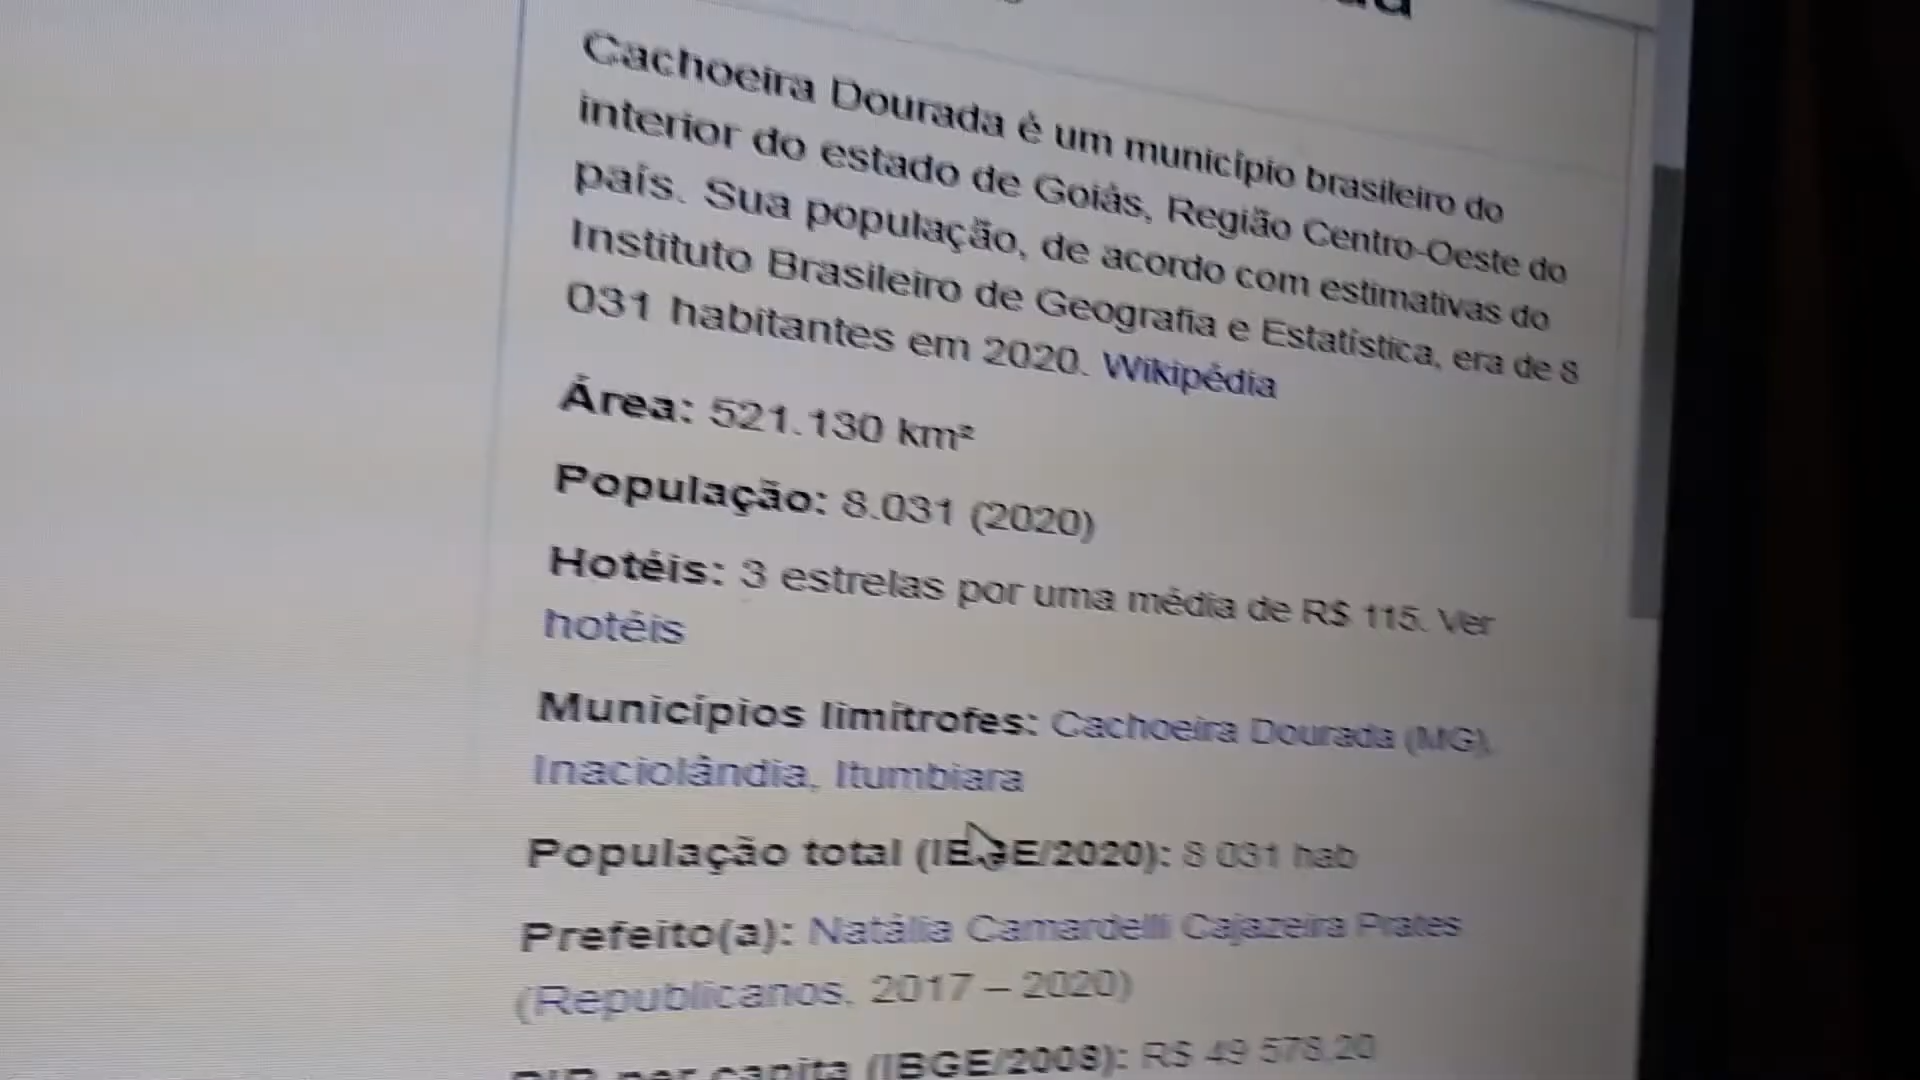 Cachoeira Dourada é um município brasileiro do
interior do estado de Goiás, Região Centro-Oeste do
país. Sua população, de acordo com estimativas do
Instituto Brasileiro de Geografia e Estatística, era de 8
031 habitantes em 2020. Wikipédia
Área: 521.130 km²
População: 8.031 (2020)
Hotéis: 3 estrelas por uma média de R$ 115. Ver
hotéis
Municípios limítrofes: Cachoeira Dourada (MG),
Inaciolândia, Itumbiara
População total (IBGE/2020): 8 031 hab
Prefeito(a): Natália Camardelli Cajazeira Prates
(Republicanos, 2017 – 2020)
PIB per capita (IBGE/2008): R$ 49 578,20